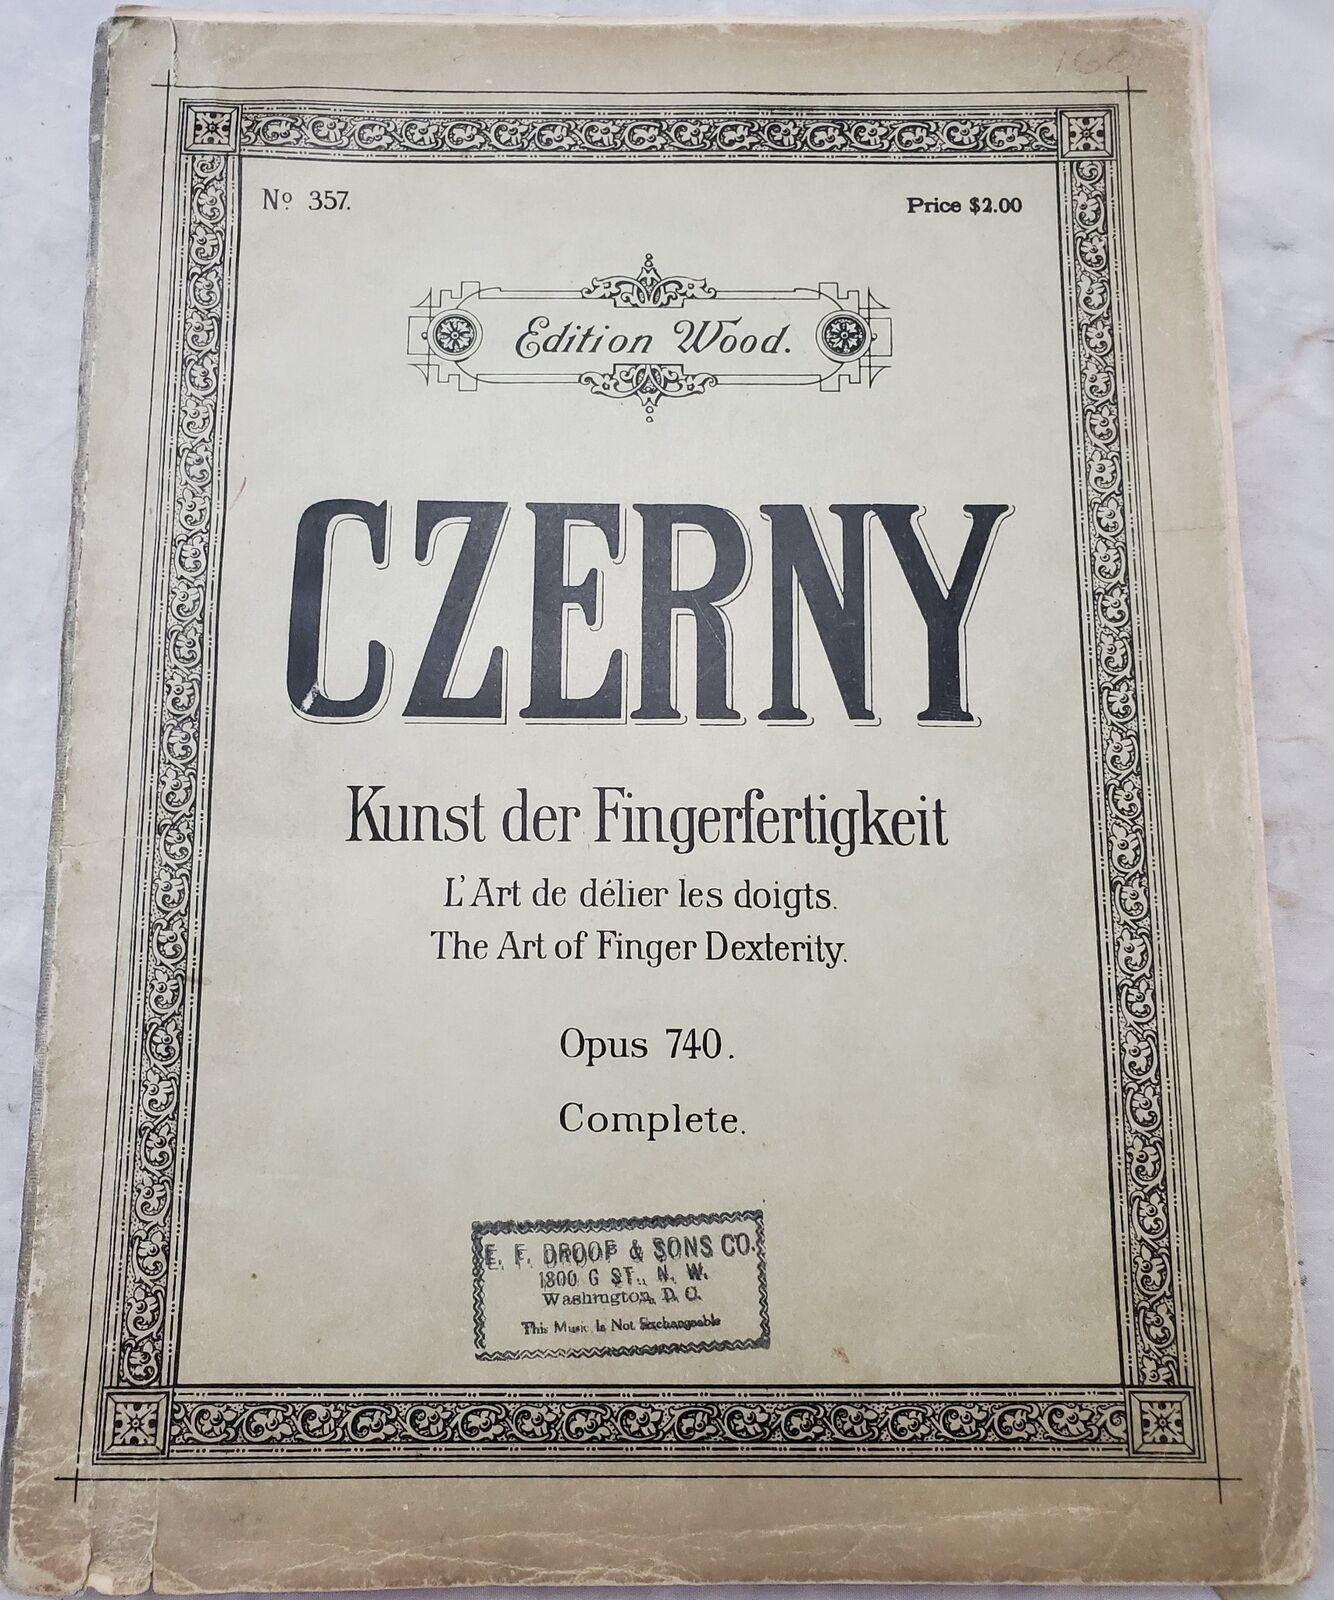 160
Nº 357.
Price $2.00
Edition Wood.
CZERNY
Kunst der Fingerfertigkeit
L'Art de délier les doigts.
The Art of Finger Dexterity.
Opus 740.
Complete.
E. F. DROOP & SONS CO.
1300 G ST., N. W.
Washington, D. C.
This Music Is Not Exchangeable